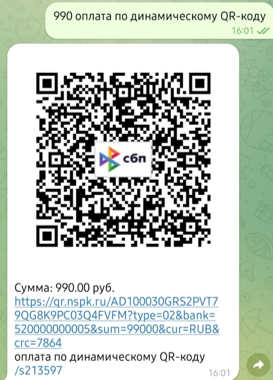 990 оплата по динамическому QR-коду
16:01
сбп
Сумма: 990.00 руб.
https://qr.nspk.ru/AD100030GRS2PVT7
9QG8K9PC03Q4FVFM?type=02&bank=
520000000005&sum=99000&cur=RUB&
crc=7864
оплата по динамическому QR-коду
/s213597
16:01